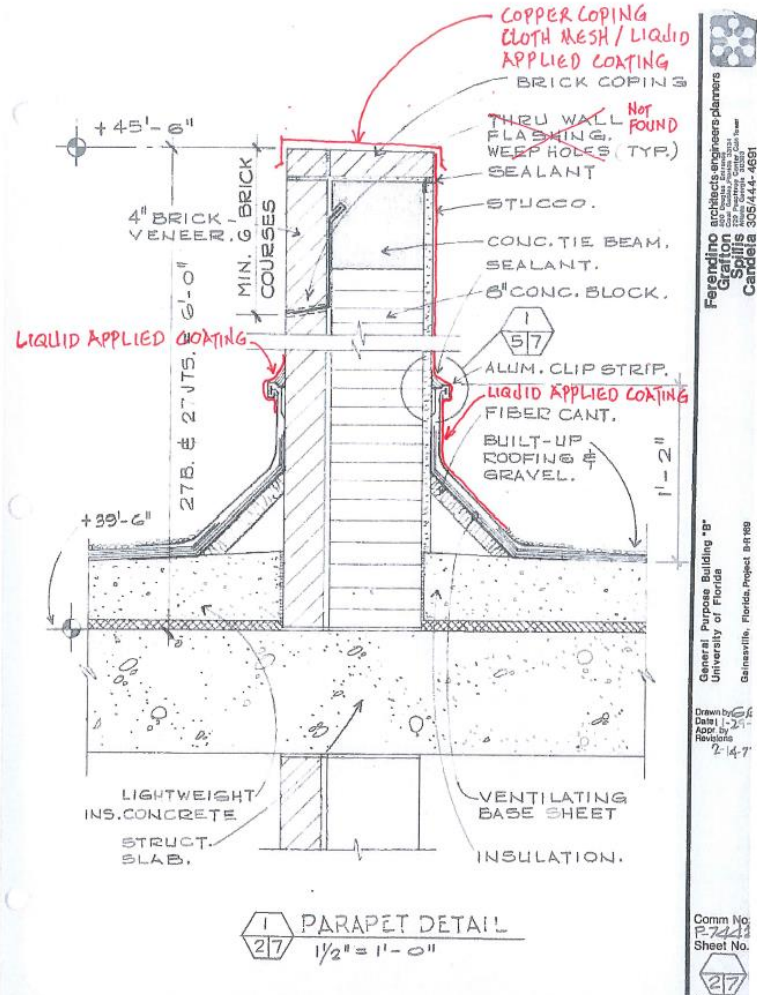 COPPER COPING
CLOTH MESH / LIQUID
APPLIED COATING
BRICK COPING
THRU WALL
FLASHING.
WEEP HOLES (TYP.)
NOT
FOUND
SEALANT
STUCCO.
CONC. TIE BEAM.
SEALANT.
8" CONC. BLOCK.
1
5 7
ALUM. CLIP STRIP.
LIQUID APPLIED COATING
FIBER CANT.
BUILT-UP
ROOFING &
GRAVEL.
1'-2"
+45'-6"
4" BRICK
VENEER.
MIN. 6 BRICK
COURSES
27B. & 27 JTS. = 6'-0"
LIQUID APPLIED COATING
+39'-6"
LIGHTWEIGHT
INS. CONCRETE
STRUCT.
SLAB.
VENTILATING
BASE SHEET
INSULATION.
1
2 7
PARAPET DETAIL
1 1/2" = 1'-0"
Ferendino
Grafton
Spillis
Candela
architects·engineers·planners
305/444-4691
General Purpose Building "B"
University of Florida
Gainesville, Florida, Project B-R169
Drawn by
Date
Appr. by
Revisions
Comm No.
Sheet No.
2 7